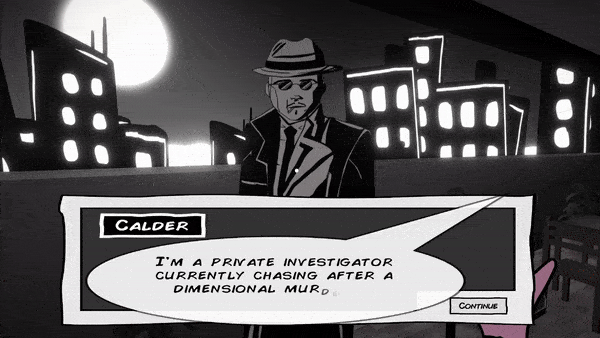 CALDER
I'M A PRIVATE INVESTIGATOR
CURRENTLY CHASING AFTER A
DIMENSIONAL MURD
CONTINUE